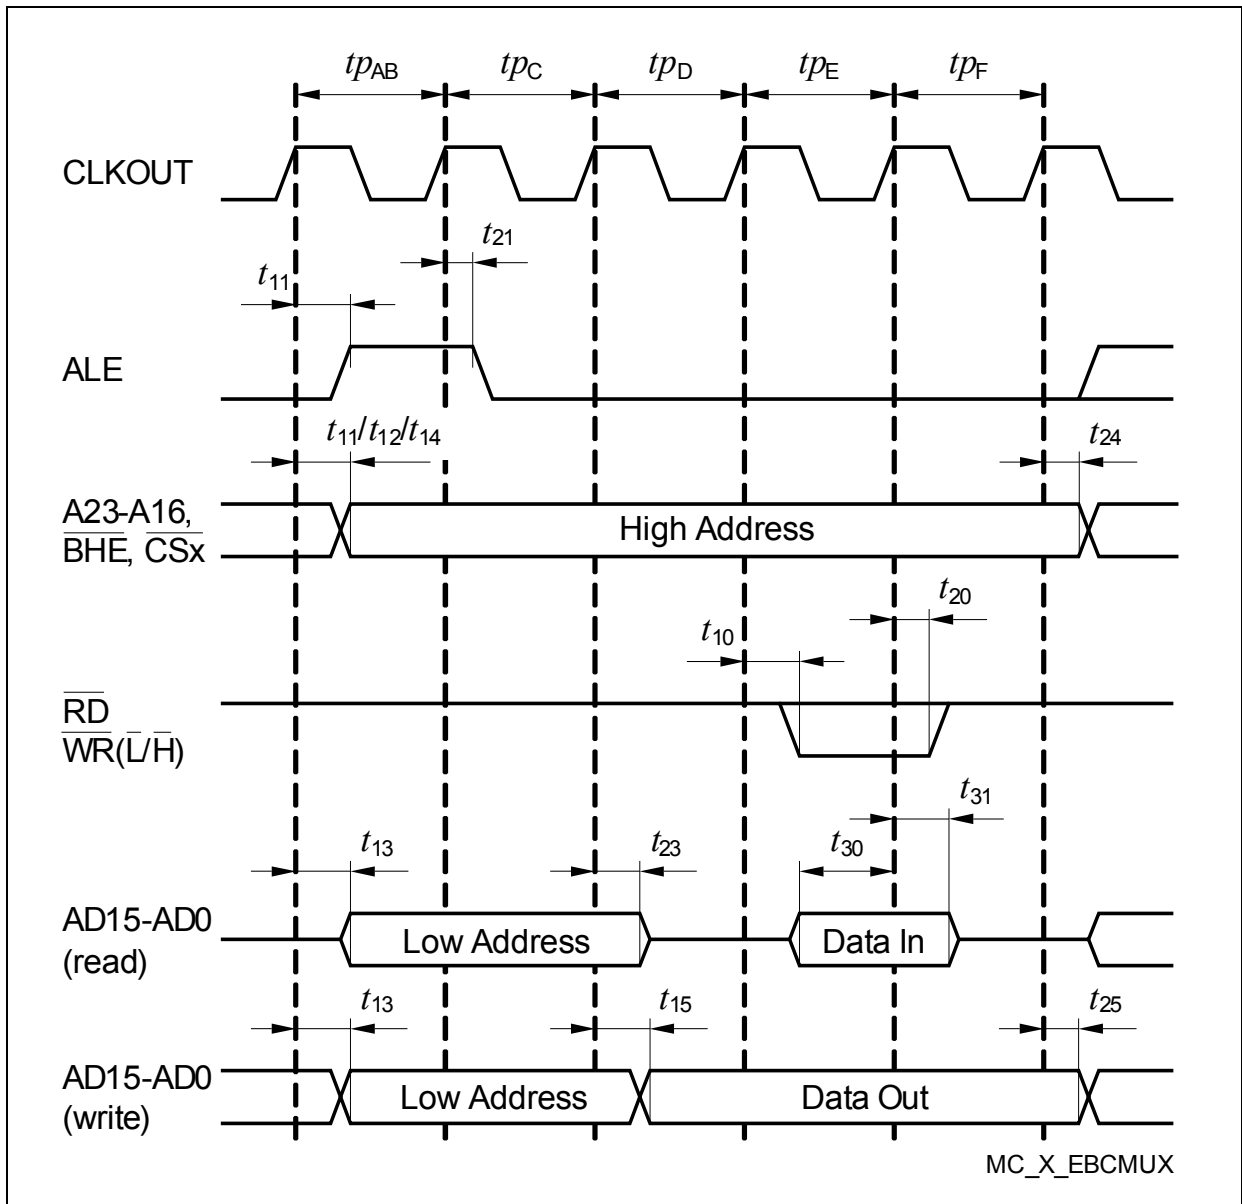 tpAB tpC tpD tpE tpF
CLKOUT
t21
t11
ALE
t11/t12/t14 t24
A23-A16,
BHE, CSx
High Address
t20
t10
RD
WR(L/H)
t31
t13 t23 t30
AD15-AD0
(read)
Low Address Data In
t13 t15 t25
AD15-AD0
(write)
Low Address Data Out
MC_X_EBCMUX